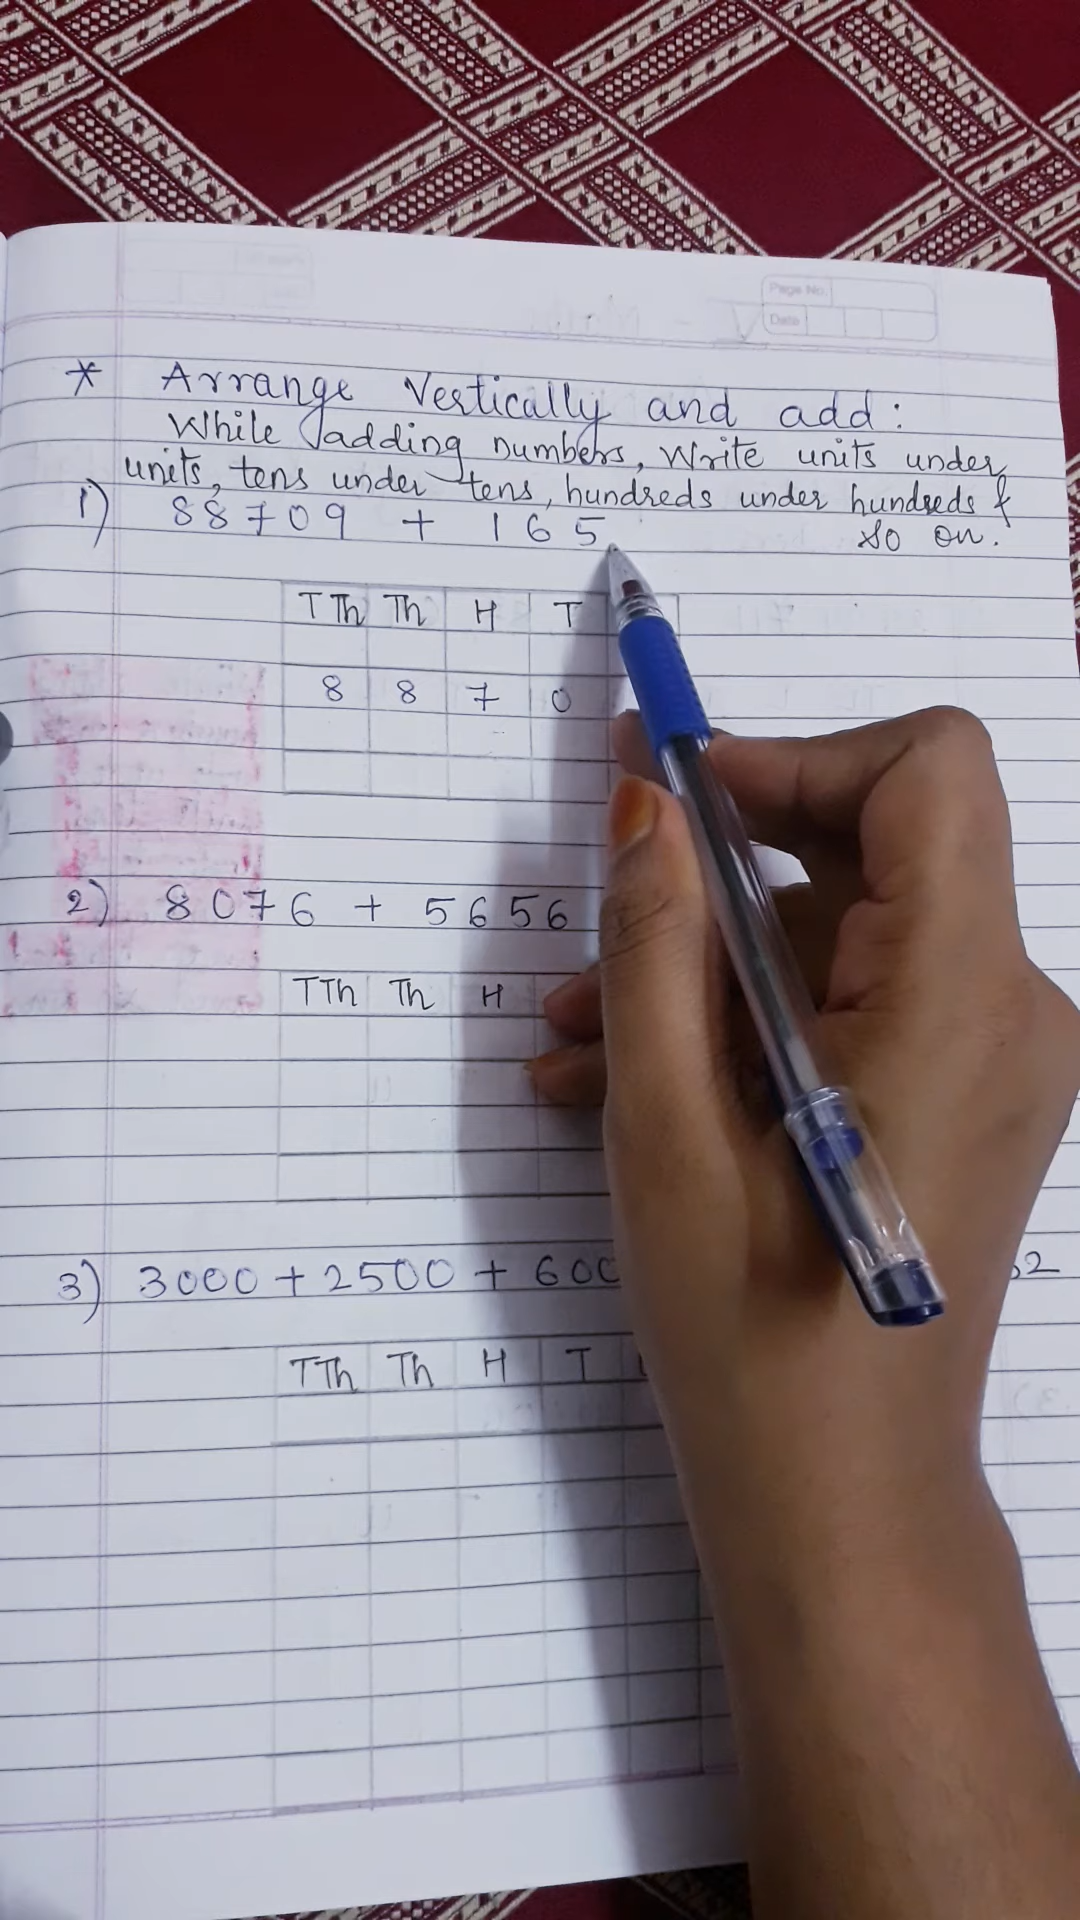 Page No.
Date
* Arrange Vertically and add:
While adding numbers, Write units under
units, tens under tens, hundreds under hundreds &
so on.
1) 88709 + 165
T Th Th H T
8 8 7 0
2) 8076 + 5656
TTh Th H
3) 3000 + 2500 + 600
TTh Th H T